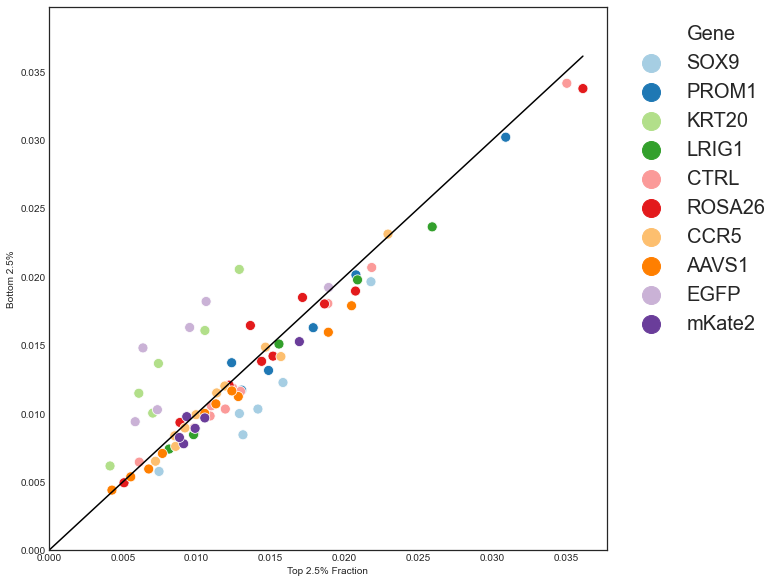 Gene
SOX9
PROM1
KRT20
LRIG1
CTRL
ROSA26
CCR5
AAVS1
EGFP
mKate2
Bottom 2.5%
0.035
0.030
0.025
0.020
0.015
0.010
0.005
0.000
0.000 0.005 0.010 0.015 0.020 0.025 0.030 0.035
Top 2.5% Fraction